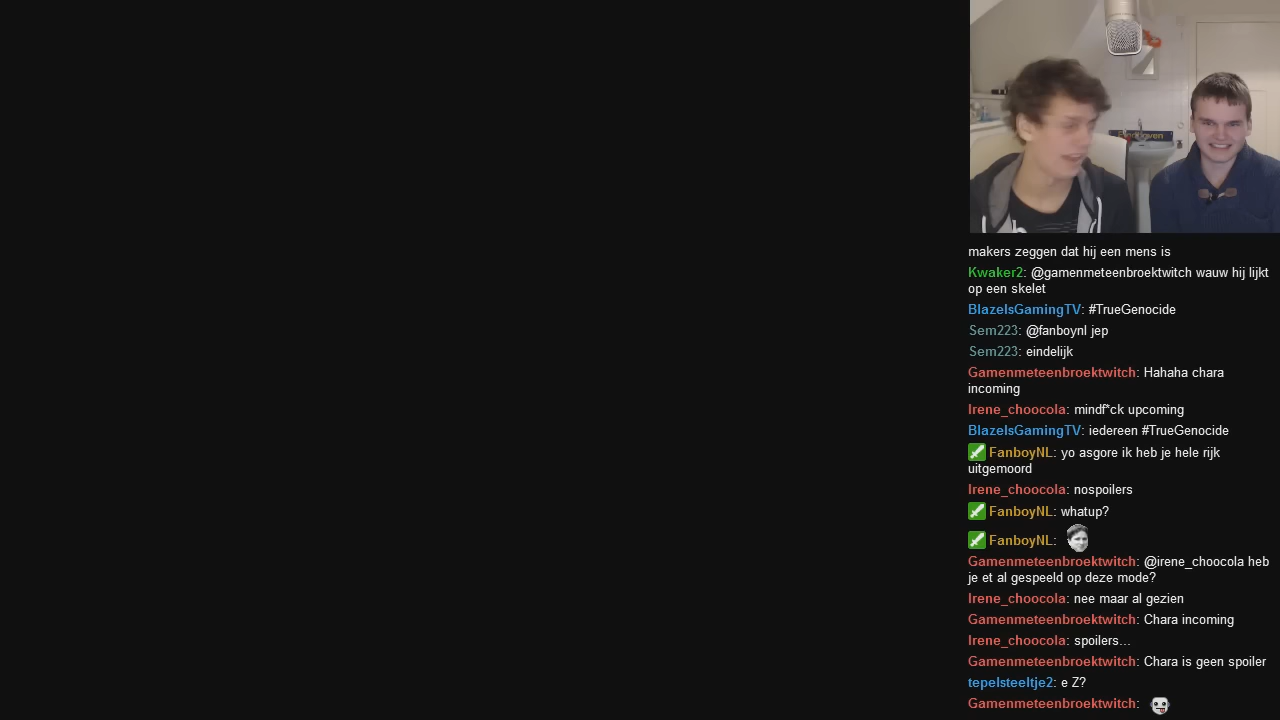 Eindhoven
makers zeggen dat hij een mens is
Kwaker2: @gamenmeteenbroektwitch wauw hij lijkt
op een skelet
BlazeIsGamingTV: #TrueGenocide
Sem223: @fanboynl jep
Sem223: eindelijk
Gamenmeteenbroektwitch: Hahaha chara
incoming
Irene_choocola: mindf*ck upcoming
BlazeIsGamingTV: iedereen #TrueGenocide
FanboyNL: yo asgore ik heb je hele rijk
uitgemoord
Irene_choocola: nospoilers
FanboyNL: whatup?
FanboyNL:
Gamenmeteenbroektwitch: @irene_choocola heb
je et al gespeeld op deze mode?
Irene_choocola: nee maar al gezien
Gamenmeteenbroektwitch: Chara incoming
Irene_choocola: spoilers...
Gamenmeteenbroektwitch: Chara is geen spoiler
tepelsteeltje2: e Z?
Gamenmeteenbroektwitch: